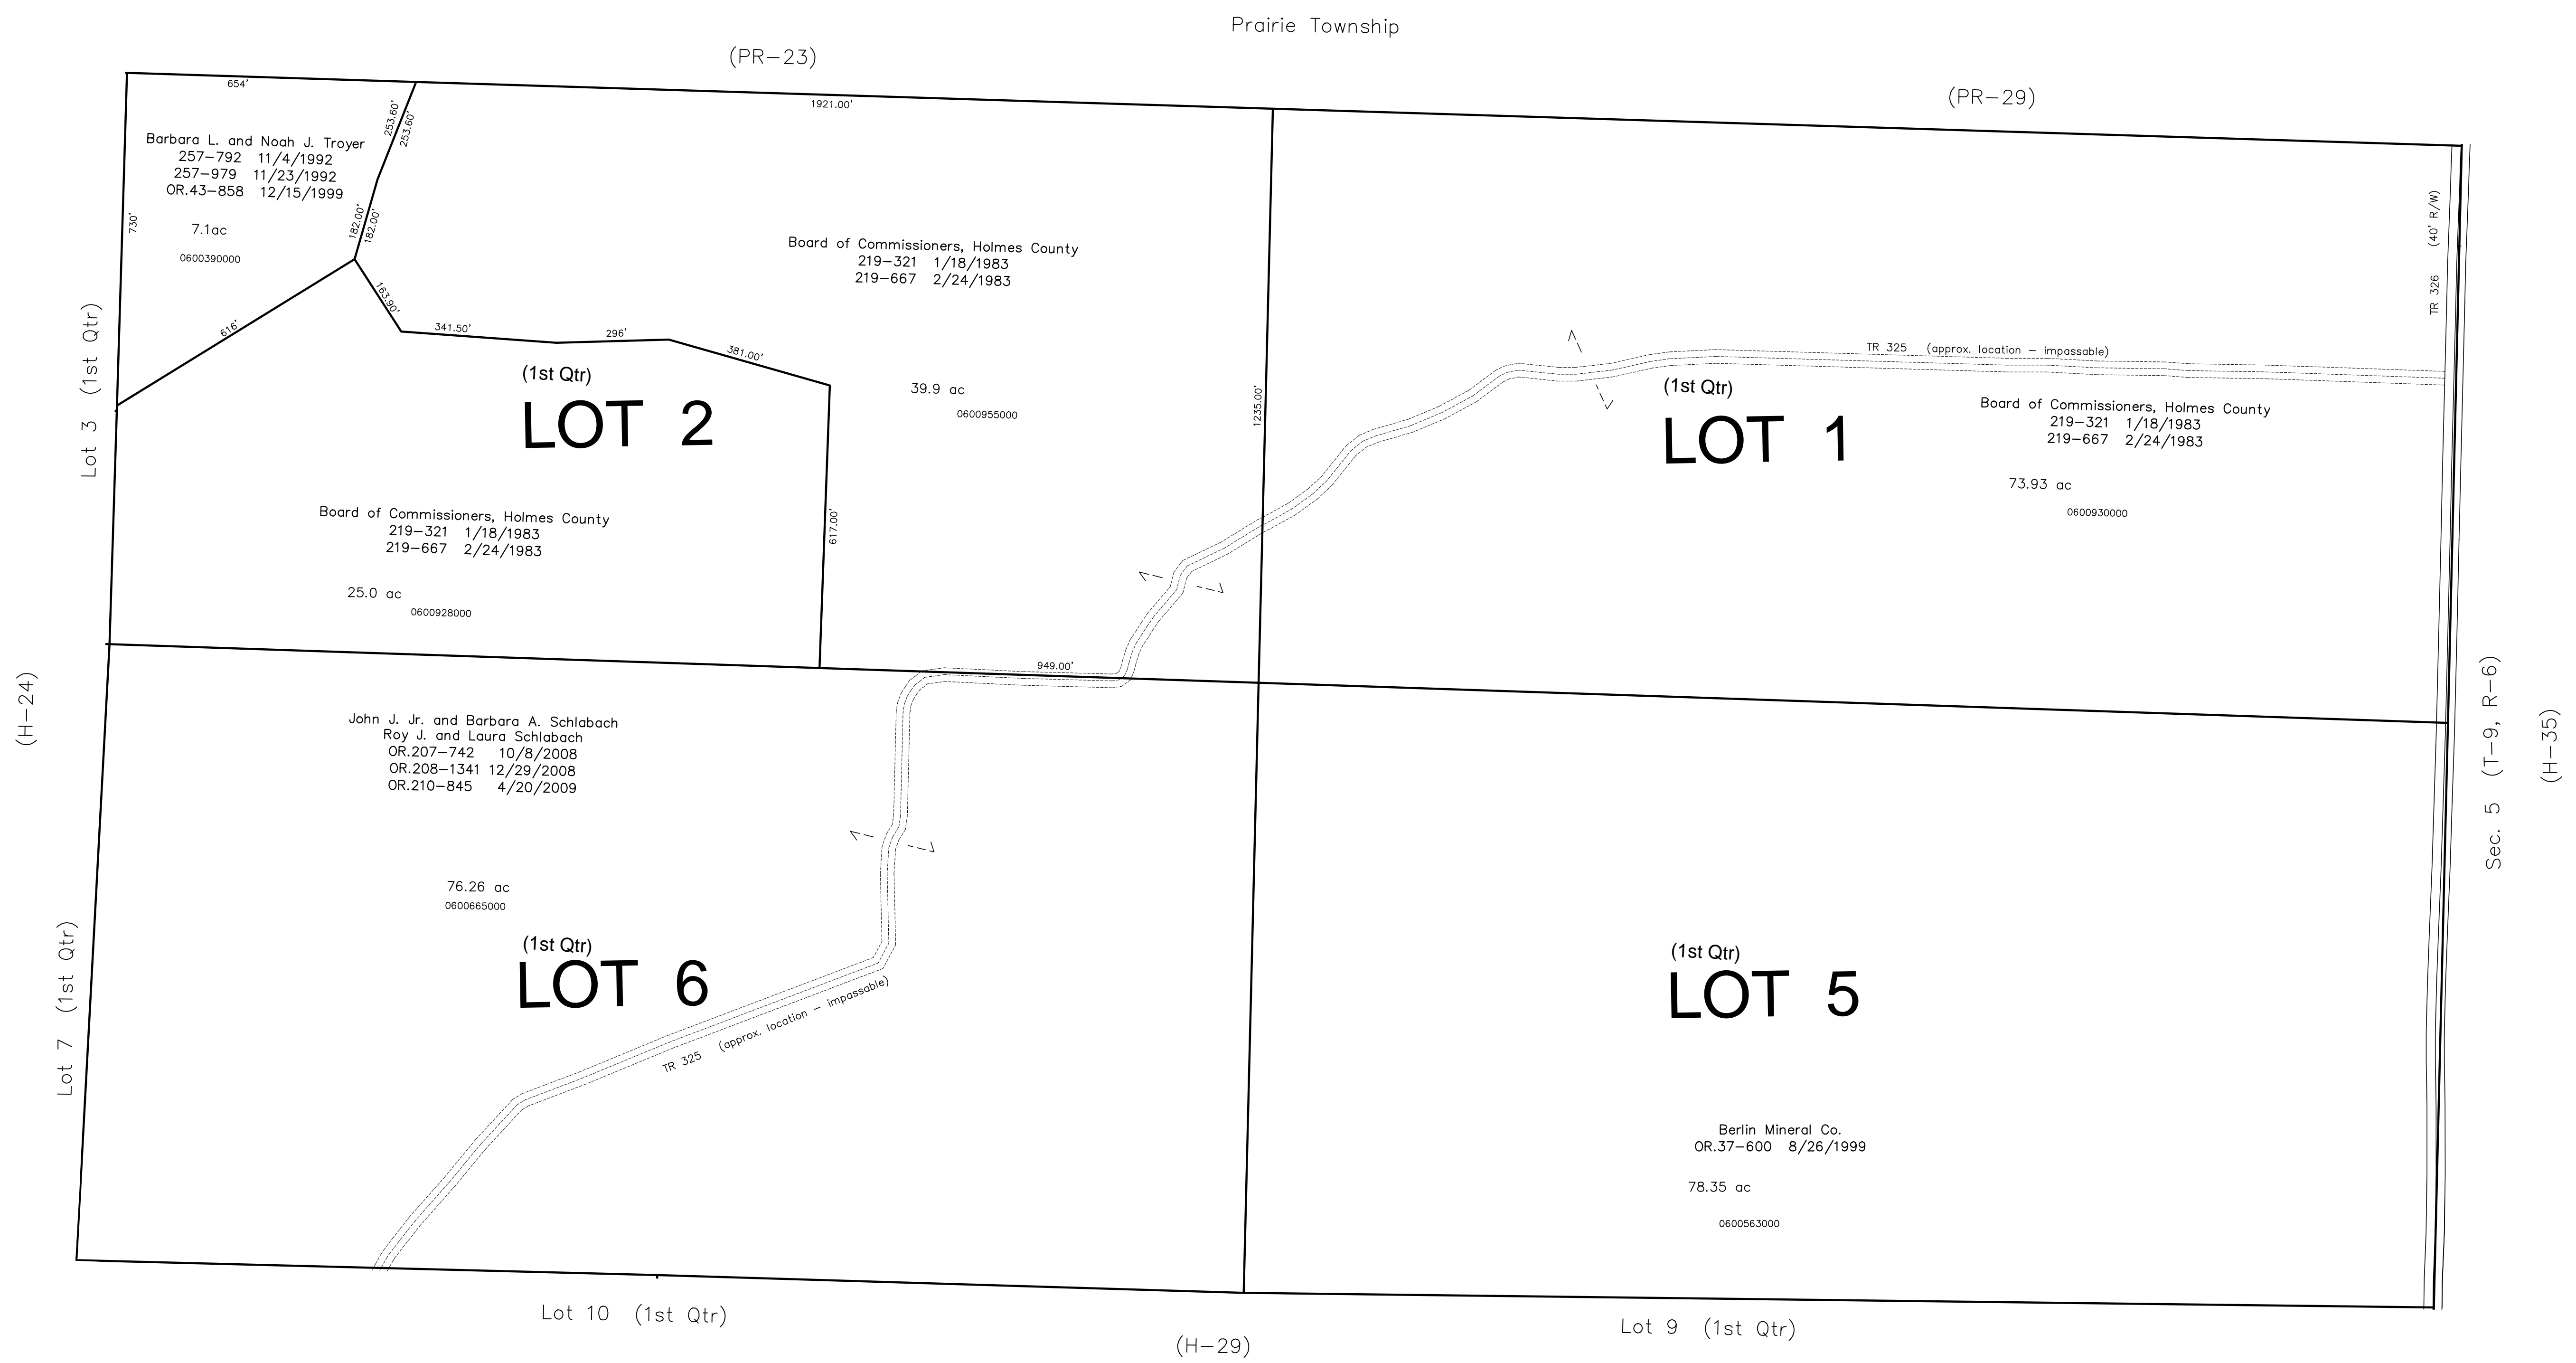 Prairie Township
(PR-23)
(PR-29)
654'
1921.00'
253.60'
253.60'
Barbara L. and Noah J. Troyer
257-792 11/4/1992
257-979 11/23/1992
OR.43-858 12/15/1999
7.1ac
0600390000
730'
182.00'
182.00'
616'
163.90'
341.50'
296'
381.00'
Board of Commissioners, Holmes County
219-321 1/18/1983
219-667 2/24/1983
39.9 ac
0600955000
1235.00'
617.00'
Lot 3 (1st Qtr)
(1st Qtr)
LOT 2
Board of Commissioners, Holmes County
219-321 1/18/1983
219-667 2/24/1983
25.0 ac
0600928000
949.00'
TR 326 (40' R/W)
TR 325 (approx. location - impassable)
(1st Qtr)
LOT 1
Board of Commissioners, Holmes County
219-321 1/18/1983
219-667 2/24/1983
73.93 ac
0600930000
(H-24)
Sec. 5 (T-9, R-6)
(H-35)
John J. Jr. and Barbara A. Schlabach
Roy J. and Laura Schlabach
OR.207-742 10/8/2008
OR.208-1341 12/29/2008
OR.210-845 4/20/2009
76.26 ac
0600665000
(1st Qtr)
LOT 6
TR 325 (approx. location - impassable)
Lot 7 (1st Qtr)
(1st Qtr)
LOT 5
Berlin Mineral Co.
OR.37-600 8/26/1999
78.35 ac
0600563000
Lot 10 (1st Qtr)
Lot 9 (1st Qtr)
(H-29)